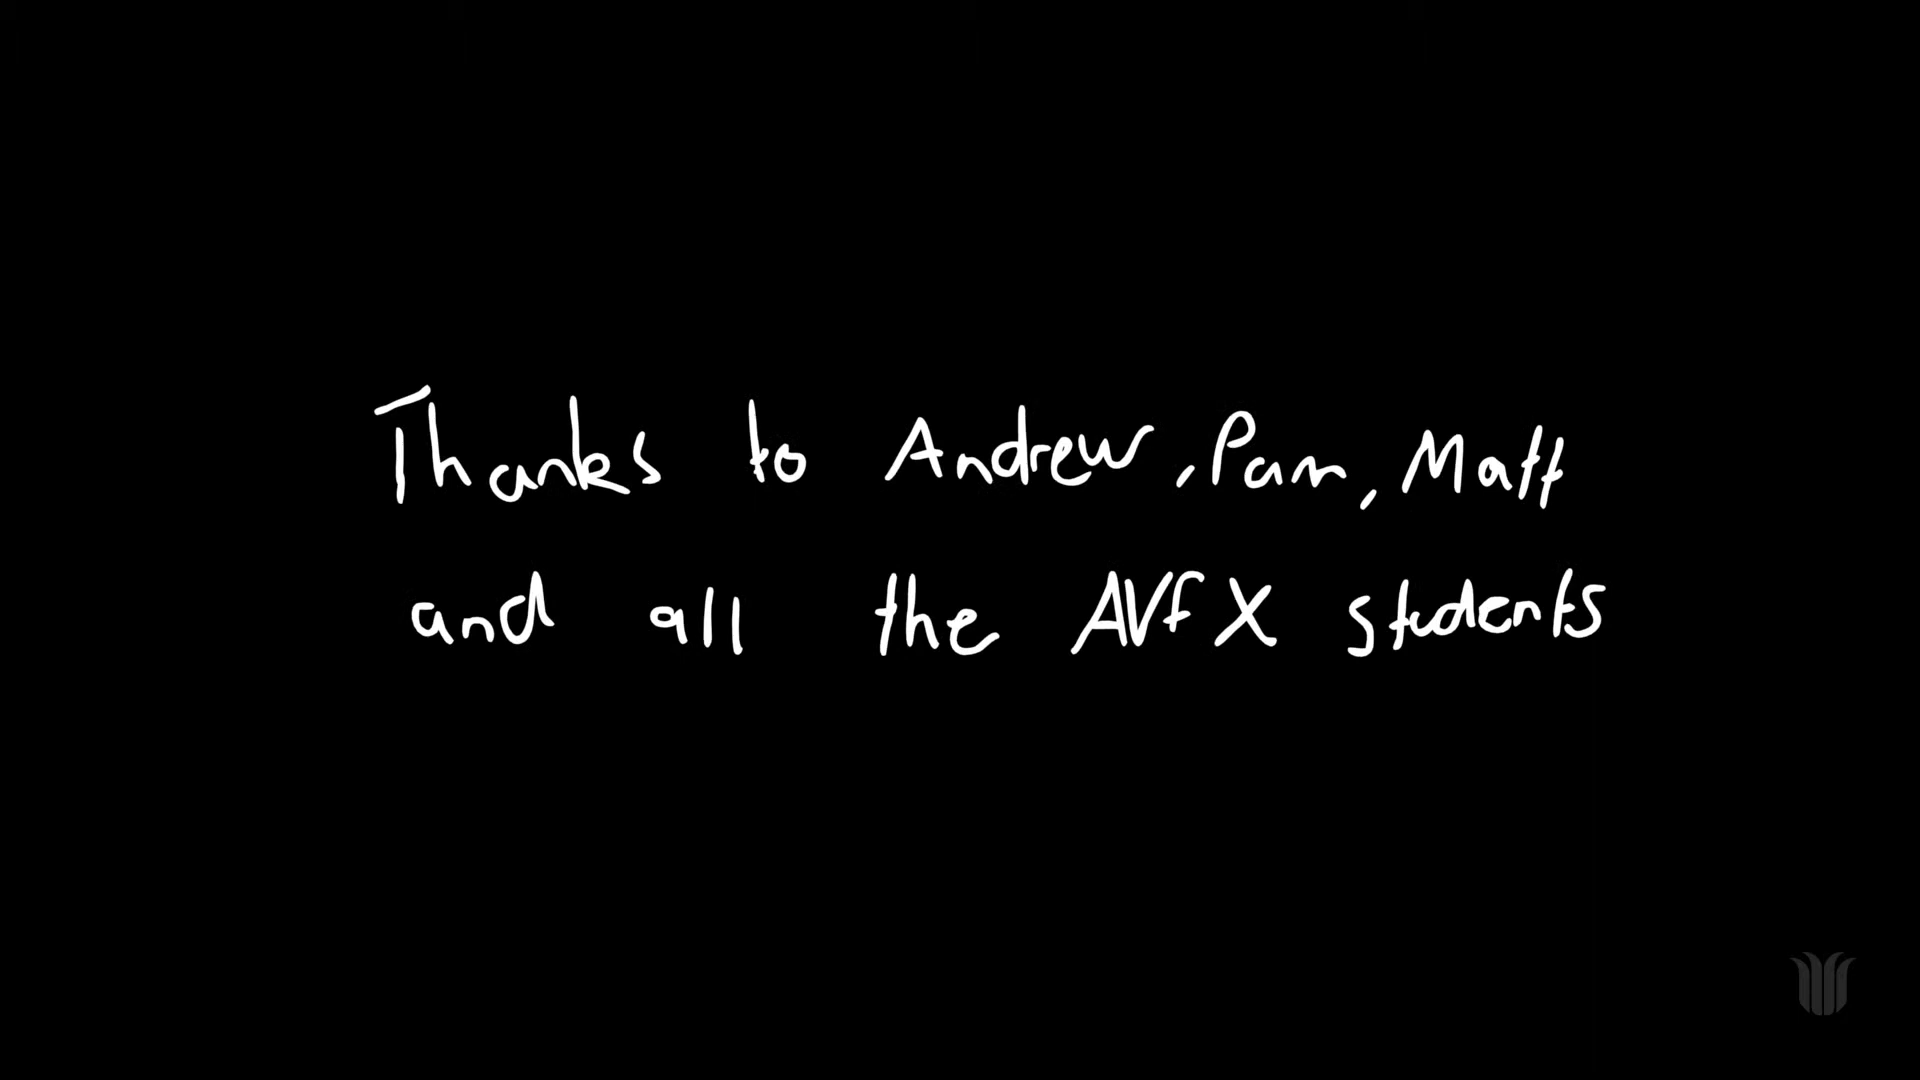 Thanks to Andrew, Pam, Matt
and all the AVfX students